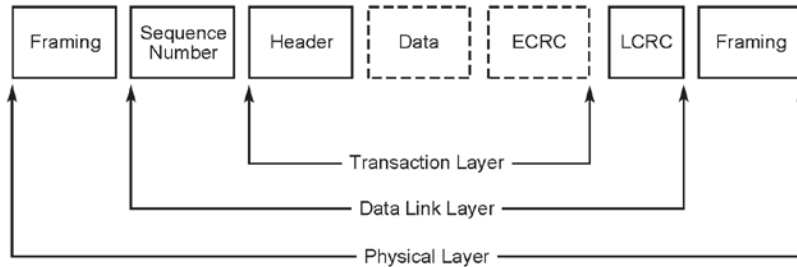 Framing
Sequence
Number
Header
Data
ECRC
LCRC
Framing
Transaction Layer
Data Link Layer
Physical Layer